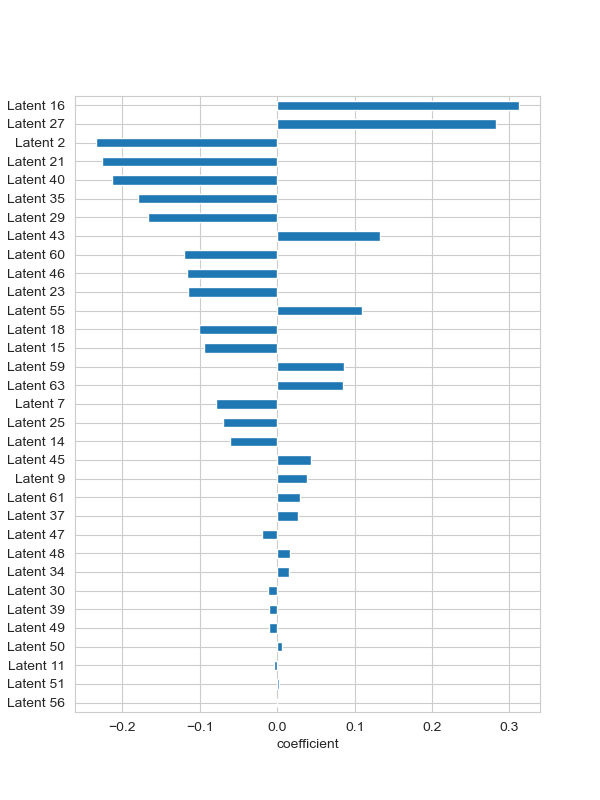 Latent 16
Latent 27
Latent 2
Latent 21
Latent 40
Latent 35
Latent 29
Latent 43
Latent 60
Latent 46
Latent 23
Latent 55
Latent 18
Latent 15
Latent 59
Latent 63
Latent 7
Latent 25
Latent 14
Latent 45
Latent 9
Latent 61
Latent 37
Latent 47
Latent 48
Latent 34
Latent 30
Latent 39
Latent 49
Latent 50
Latent 11
Latent 51
Latent 56
−0.2 −0.1 0.0 0.1 0.2 0.3
coefficient